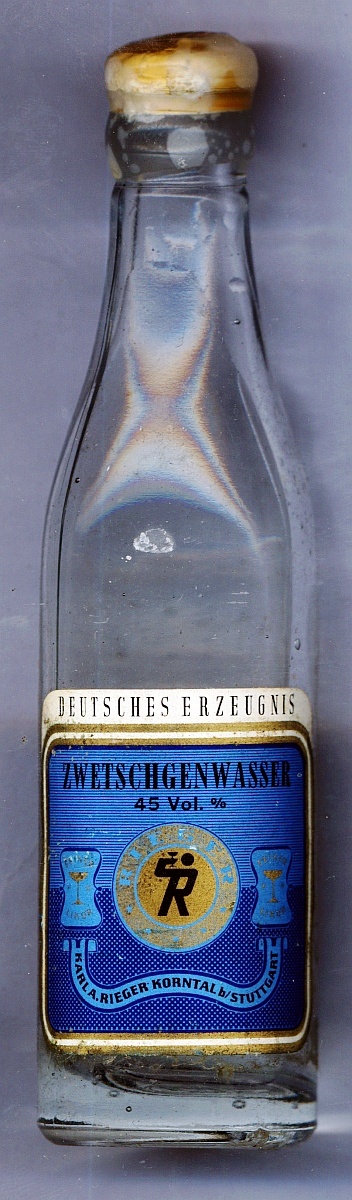 DEUTSCHES ERZEUGNIS
ZWETSCHGENWASSER
45 Vol. %
R
KARL A. RIEGER · KORNTAL b/STUTTGART